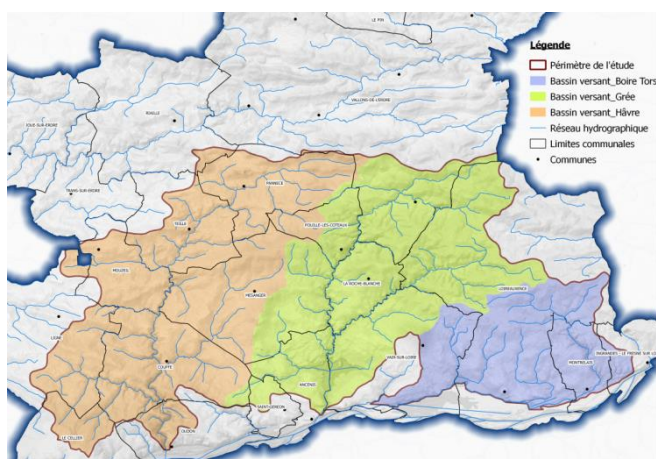 LE PIN
Légende
Périmètre de l'étude
Bassin versant_Boire Tors
Bassin versant_Grée
Bassin versant_Hâvre
Réseau hydrographique
Limites communales
Communes
VALLONS-DE-L'ERDRE
RIAILLE
JOUE-SUR-ERDRE
TRANS-SUR-ERDRE
PANNECE
TEILLE
POUILLE-LES-COTEAUX
MOUZEIL
LA ROCHE-BLANCHE
MESANGER
LOIREAUXENCE
LIGNE
COUFFE
VAIR-SUR-LOIRE
MONTRELAIS
INGRANDES - LE FRESNE SUR LO
ANCENIS
SAINT-GEREON
LE CELLIER
OUDON